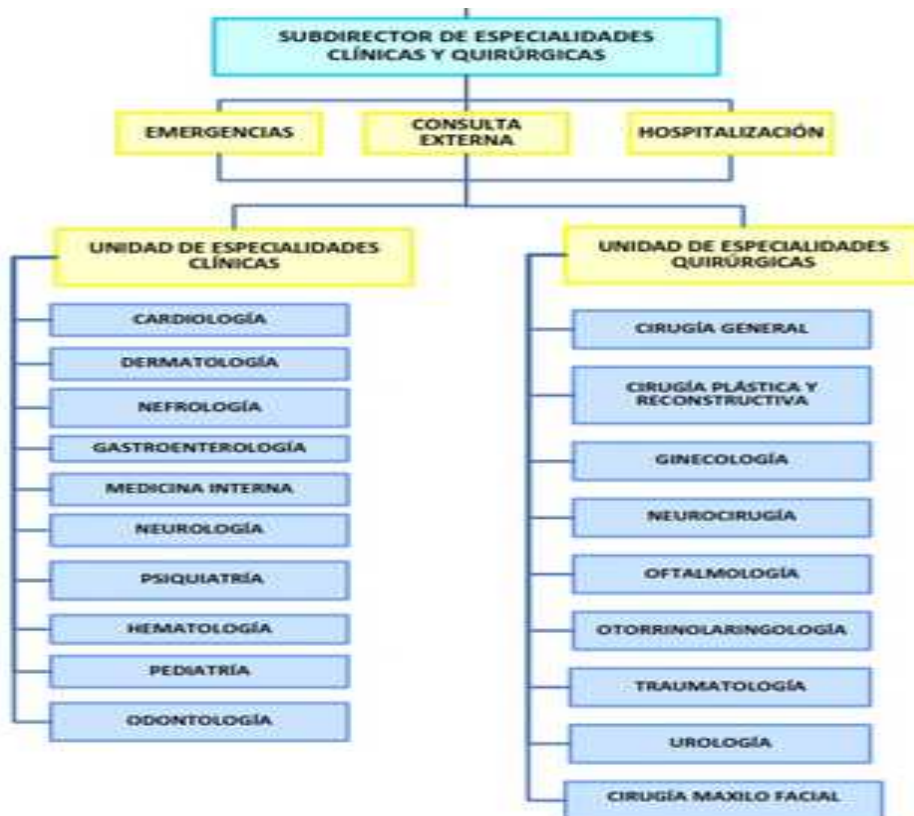 SUBDIRECTOR DE ESPECIALIDADES
CLÍNICAS Y QUIRÚRGICAS
EMERGENCIAS
CONSULTA
EXTERNA
HOSPITALIZACIÓN
UNIDAD DE ESPECIALIDADES
CLÍNICAS
CARDIOLOGÍA
DERMATOLOGÍA
NEFROLOGÍA
GASTROENTEROLOGÍA
MEDICINA INTERNA
NEUROLOGÍA
PSIQUIATRÍA
HEMATOLOGÍA
PEDIATRÍA
ODONTOLOGÍA
UNIDAD DE ESPECIALIDADES
QUIRÚRGICAS
CIRUGÍA GENERAL
CIRUGÍA PLÁSTICA Y
RECONSTRUCTIVA
GINECOLOGÍA
NEUROCIRUGÍA
OFTALMOLOGÍA
OTORRINOLARINGOLOGÍA
TRAUMATOLOGÍA
UROLOGÍA
CIRUGÍA MAXILO FACIAL